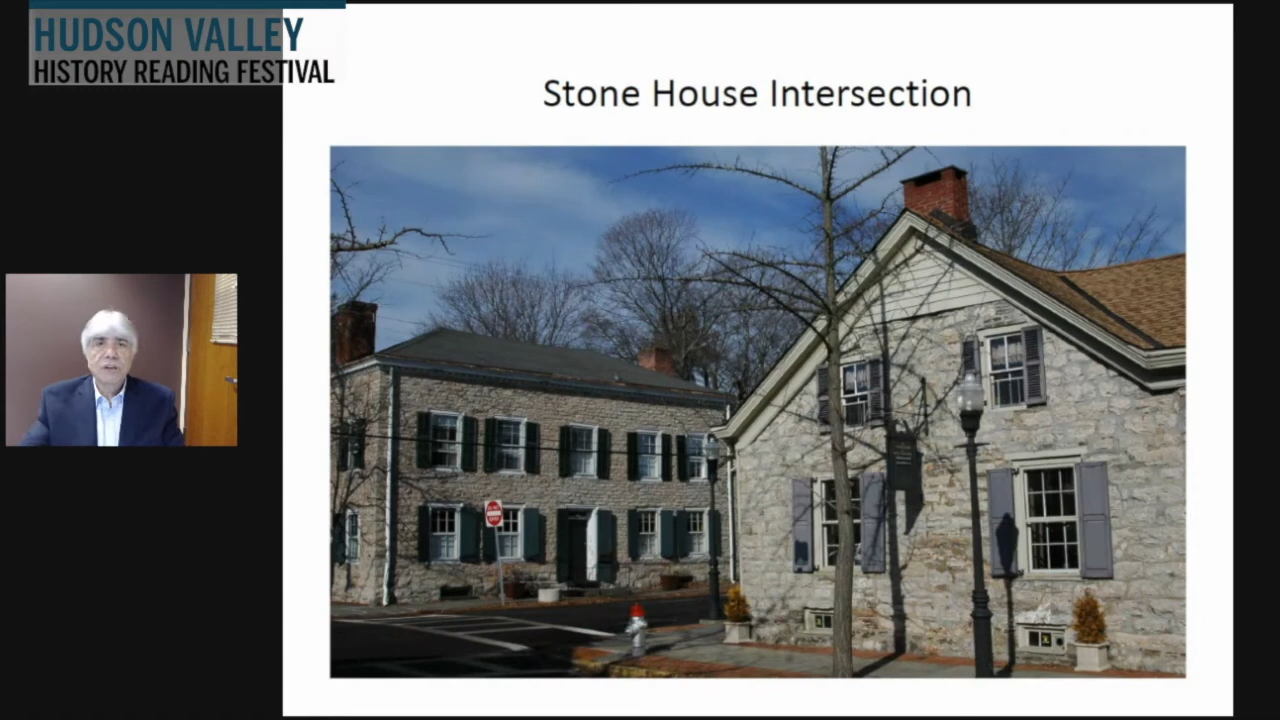 HUDSON VALLEY
HISTORY READING FESTIVAL
Stone House Intersection